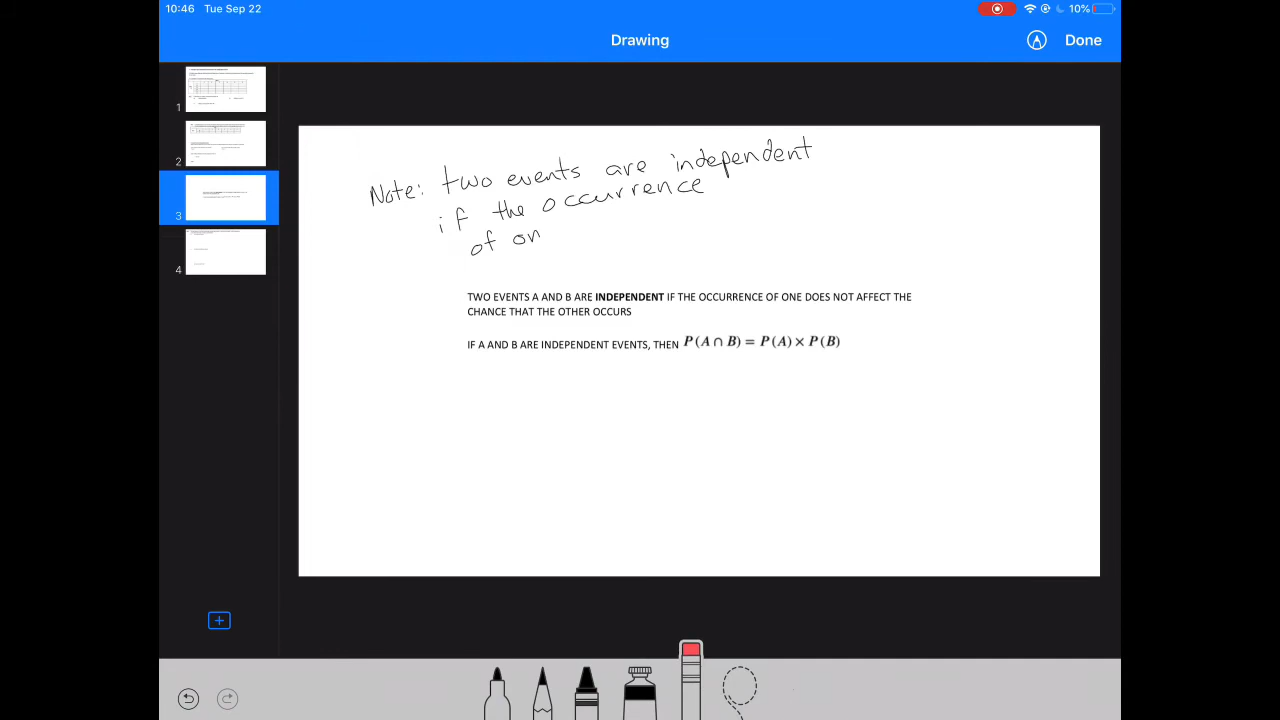 10:46 Tue Sep 22
10%
Drawing
Done
1
2
3
4
Note: two events are independent
if the occurrence
of on
TWO EVENTS A AND B ARE INDEPENDENT IF THE OCCURRENCE OF ONE DOES NOT AFFECT THE
CHANCE THAT THE OTHER OCCURS
IF A AND B ARE INDEPENDENT EVENTS, THEN P(A ∩ B) = P(A) × P(B)